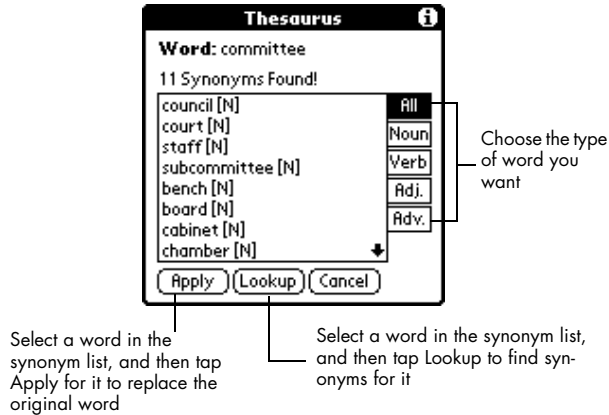 Thesaurus
Word: committee
11 Synonyms Found!
council [N]
court [N]
staff [N]
subcommittee [N]
bench [N]
board [N]
cabinet [N]
chamber [N]
All
Noun
Verb
Adj.
Adv.
Apply
Lookup
Cancel
Choose the type
of word you
want
Select a word in the
synonym list, and then tap
Apply for it to replace the
original word
Select a word in the synonym list,
and then tap Lookup to find syn-
onyms for it